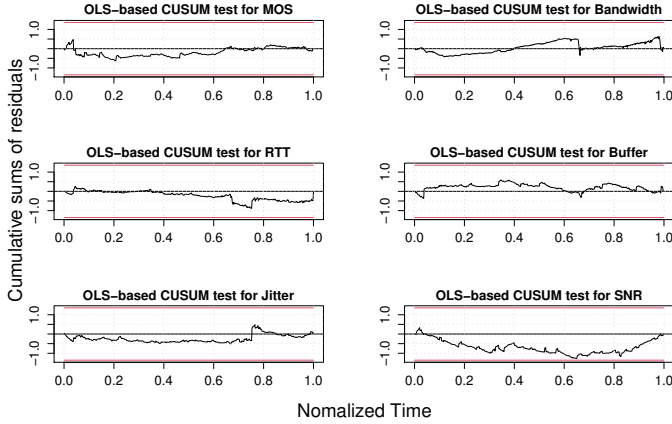 OLS−based CUSUM test for MOS
OLS−based CUSUM test for Bandwidth
1.0
−1.0
0.0 0.2 0.4 0.6 0.8 1.0
1.0
−1.0
0.0 0.2 0.4 0.6 0.8 1.0
Cumulative sums of residuals
OLS−based CUSUM test for RTT
OLS−based CUSUM test for Buffer
1.0
−1.0
0.0 0.2 0.4 0.6 0.8 1.0
1.0
−1.0
0.0 0.2 0.4 0.6 0.8 1.0
OLS−based CUSUM test for Jitter
OLS−based CUSUM test for SNR
1.0
−1.0
0.0 0.2 0.4 0.6 0.8 1.0
1.0
−1.0
0.0 0.2 0.4 0.6 0.8 1.0
Nomalized Time